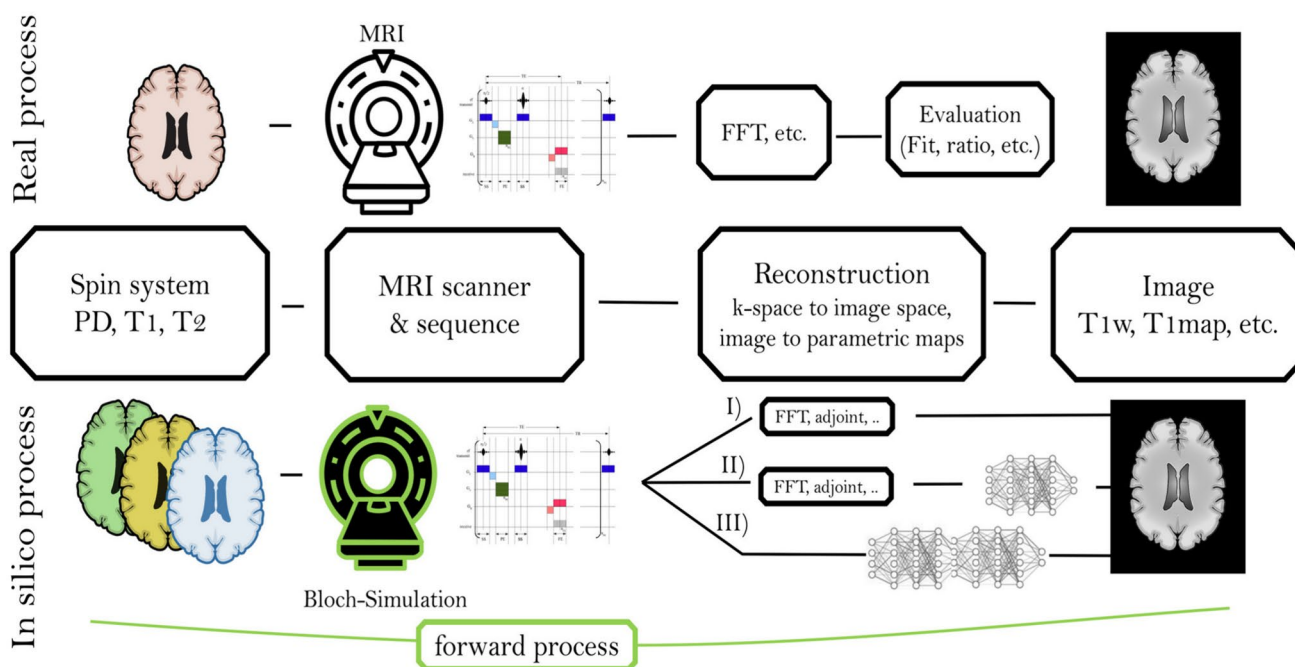 Real process
MRI
FFT, etc.
Evaluation
(Fit, ratio, etc.)
Spin system
PD, T1, T2
MRI scanner
& sequence
Reconstruction
k-space to image space,
image to parametric maps
Image
T1w, T1map, etc.
In silico process
Bloch-Simulation
I)
FFT, adjoint, ..
II)
FFT, adjoint, ..
III)
forward process